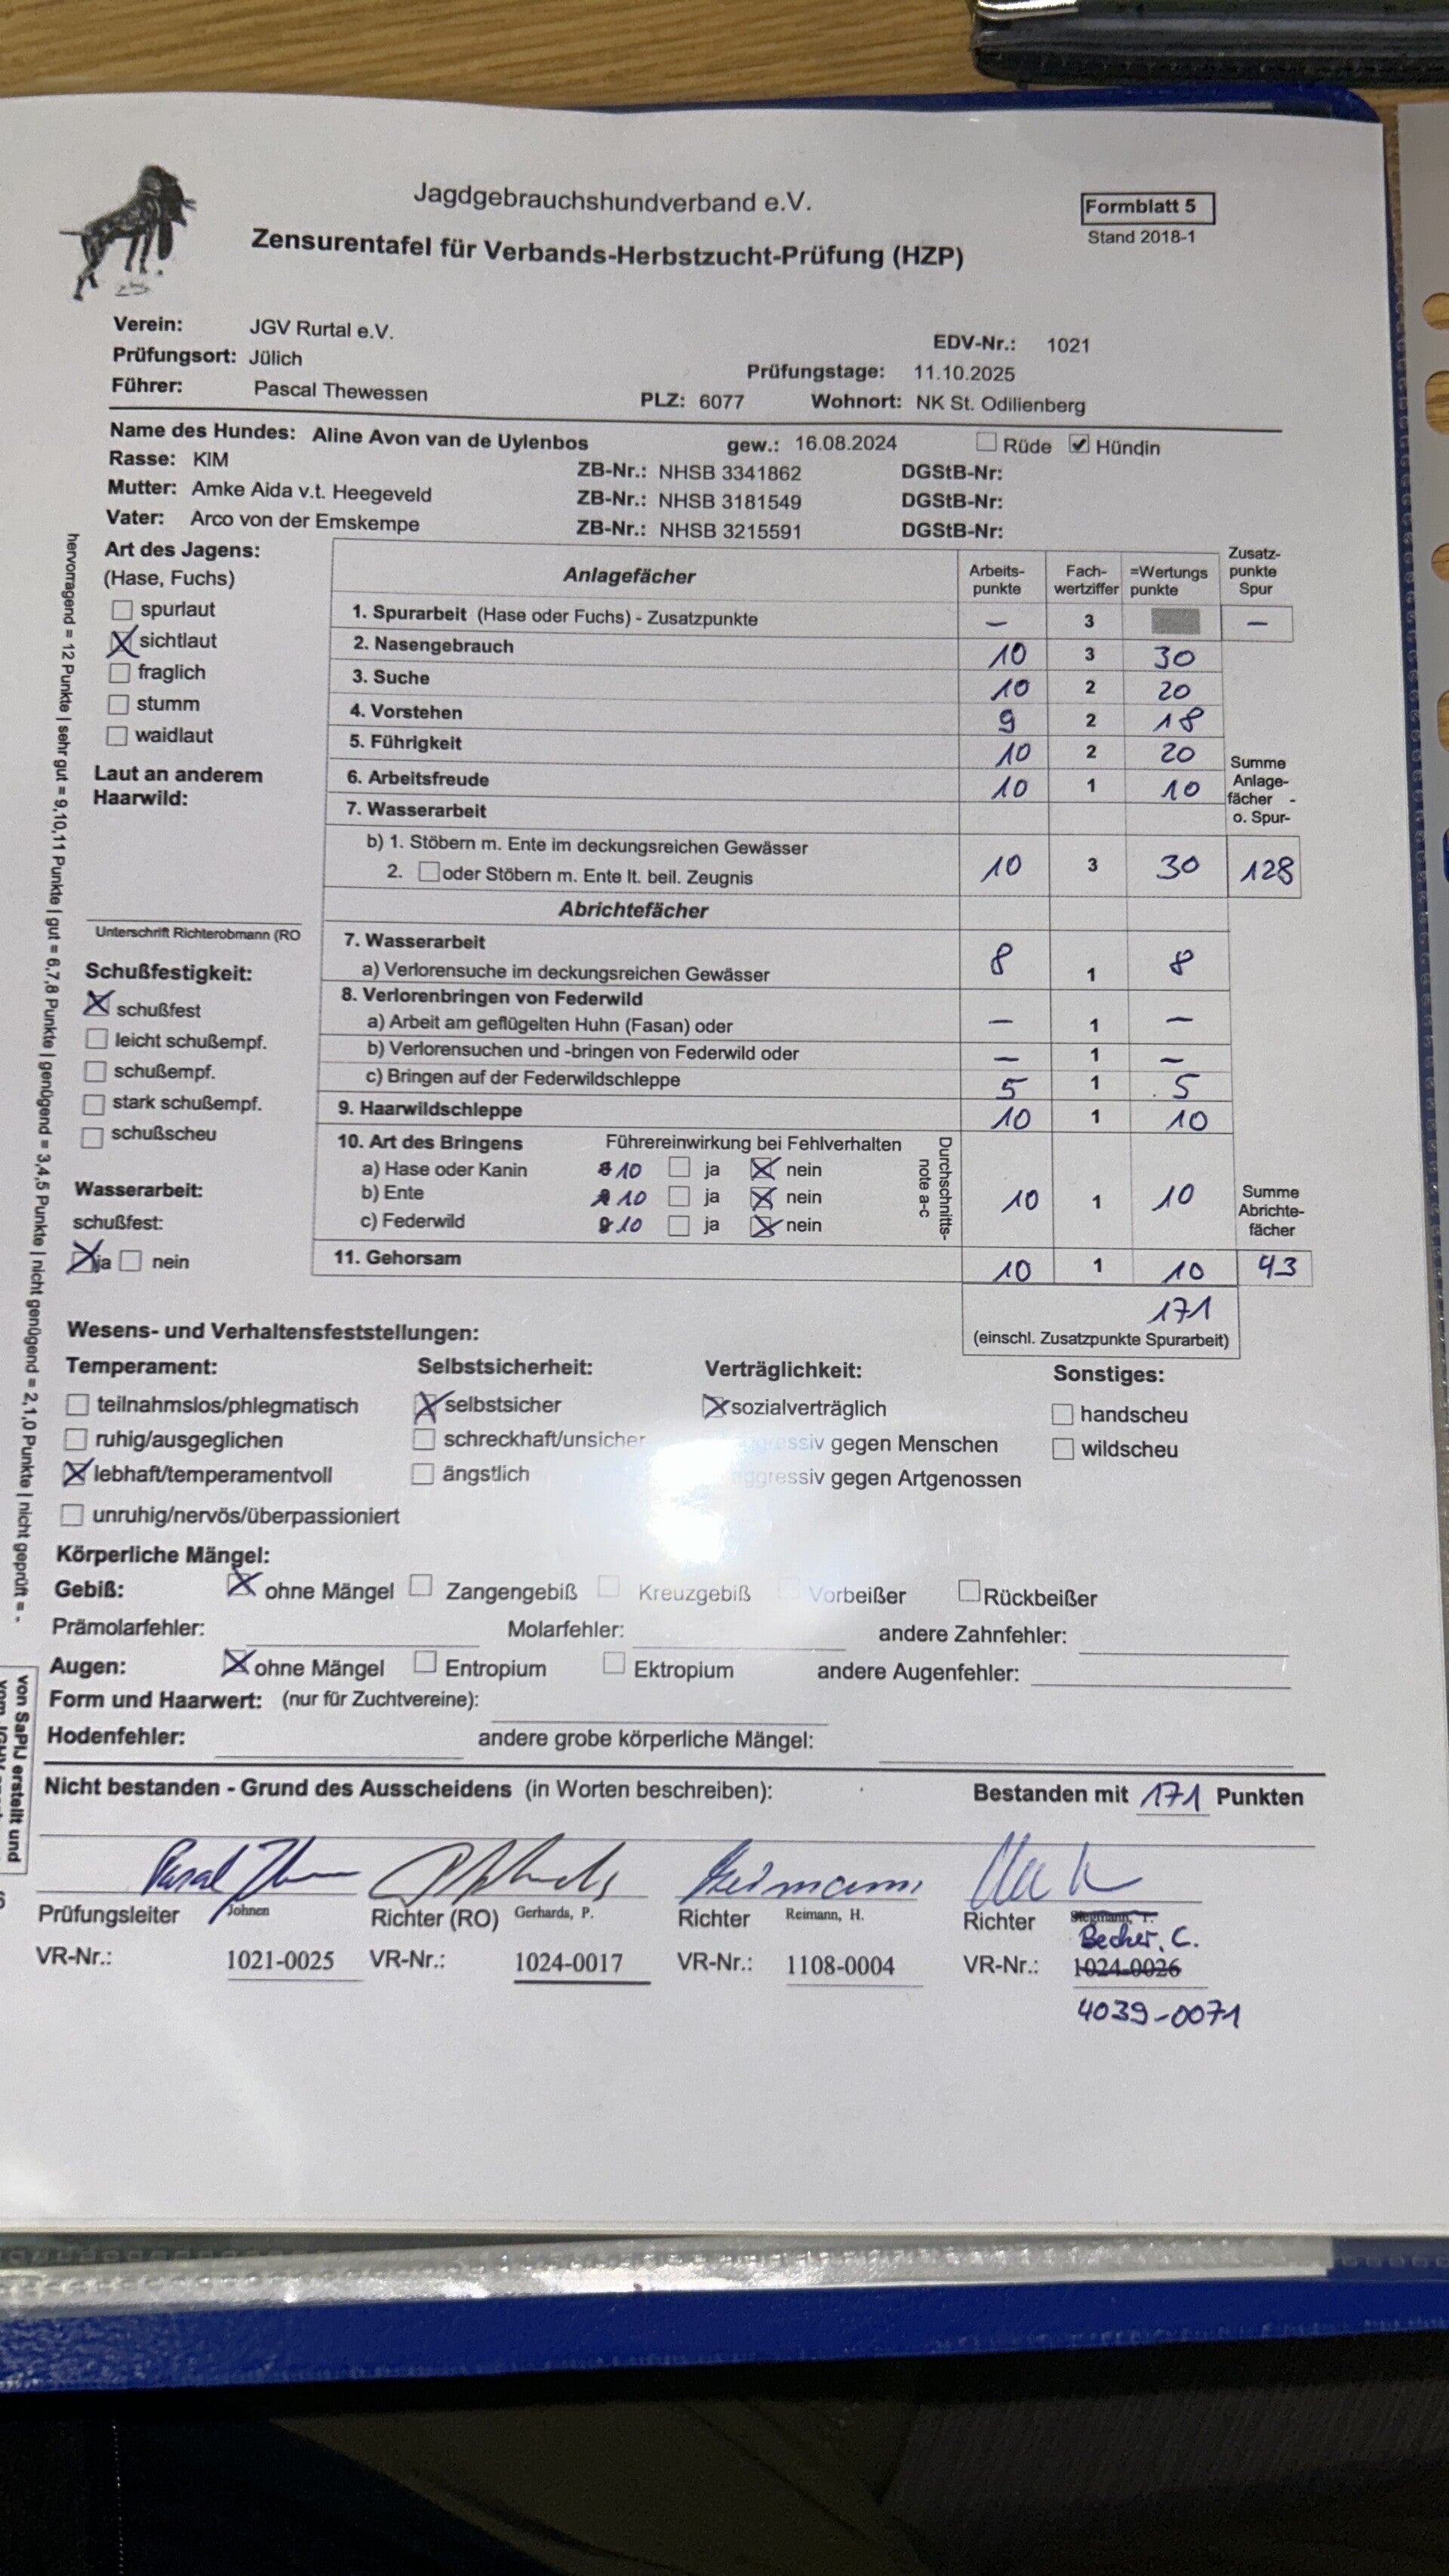 Jagdgebrauchshundverband e.V.
Formblatt 5
Stand 2018-1
Zensurentafel für Verbands-Herbstzucht-Prüfung (HZP)
Verein: JGV Rurtal e.V.
EDV-Nr.: 1021
Prüfungsort: Jülich
Prüfungstage: 11.10.2025
Führer: Pascal Thewessen PLZ: 6077 Wohnort: NK St. Odilienberg
Name des Hundes: Aline Avon van de Uylenbos gew.: 16.08.2024 Rüde Hündin
Rasse: KIM ZB-Nr.: NHSB 3341862 DGStB-Nr:
Mutter: Amke Aida v.t. Heegeveld ZB-Nr.: NHSB 3181549 DGStB-Nr:
Vater: Arco von der Emskempe ZB-Nr.: NHSB 3215591 DGStB-Nr:
hervorragend = 12 Punkte | sehr gut = 9,10,11 Punkte | gut = 6,7,8 Punkte | genügend = 3,4,5 Punkte | nicht genügend = 2,1,0 Punkte | nicht geprüft = -
Art des Jagens:
(Hase, Fuchs)
spurlaut
sichtlaut
fraglich
stumm
waidlaut
Laut an anderem
Haarwild:
Unterschrift Richterobmann (RO
Schußfestigkeit:
schußfest
leicht schußempf.
schußempf.
stark schußempf.
schußscheu
Wasserarbeit:
schußfest:
ja nein
Anlagefächer Arbeits-punkte Fach-wertziffer =Wertungs punkte Zusatz-punkte Spur
1. Spurarbeit (Hase oder Fuchs) - Zusatzpunkte – 3 –
2. Nasengebrauch 10 3 30
3. Suche 10 2 20
4. Vorstehen 9 2 18
5. Führigkeit 10 2 20
6. Arbeitsfreude 10 1 10
Summe
Anlage-
fächer -
o. Spur-
7. Wasserarbeit
b) 1. Stöbern m. Ente im deckungsreichen Gewässer
2. oder Stöbern m. Ente lt. beil. Zeugnis 10 3 30 128
Abrichtefächer
7. Wasserarbeit
a) Verlorensuche im deckungsreichen Gewässer 8 1 8
8. Verlorenbringen von Federwild
a) Arbeit am geflügelten Huhn (Fasan) oder – 1 –
b) Verlorensuchen und -bringen von Federwild oder – 1 –
c) Bringen auf der Federwildschleppe 5 1 5
9. Haarwildschleppe 10 1 10
10. Art des Bringens Führereinwirkung bei Fehlverhalten
a) Hase oder Kanin 10 ja nein
b) Ente 10 ja nein
c) Federwild 10 ja nein
Durchschnitts-
note a-c
10 1 10
Summe
Abrichte-
fächer
11. Gehorsam 10 1 10 43
171
(einschl. Zusatzpunkte Spurarbeit)
Wesens- und Verhaltensfeststellungen:
Temperament: Selbstsicherheit: Verträglichkeit: Sonstiges:
teilnahmslos/phlegmatisch selbstsicher sozialverträglich handscheu
ruhig/ausgeglichen schreckhaft/unsicher aggressiv gegen Menschen wildscheu
lebhaft/temperamentvoll ängstlich aggressiv gegen Artgenossen
unruhig/nervös/überpassioniert
Körperliche Mängel:
Gebiß: ohne Mängel Zangengebiß Kreuzgebiß Vorbeißer Rückbeißer
Prämolarfehler: Molarfehler: andere Zahnfehler:
Augen: ohne Mängel Entropium Ektropium andere Augenfehler:
Form und Haarwert: (nur für Zuchtvereine):
Hodenfehler: andere grobe körperliche Mängel:
von SaPIJ erstellt und
Nicht bestanden - Grund des Ausscheidens (in Worten beschreiben): Bestanden mit 171 Punkten
Prüfungsleiter Johnen Richter (RO) Gerhards, P. Richter Reimann, H. Richter Siegmann, T.
Becher, C.
VR-Nr.: 1021-0025 VR-Nr.: 1024-0017 VR-Nr.: 1108-0004 VR-Nr.: 1024-0026
4039-0071